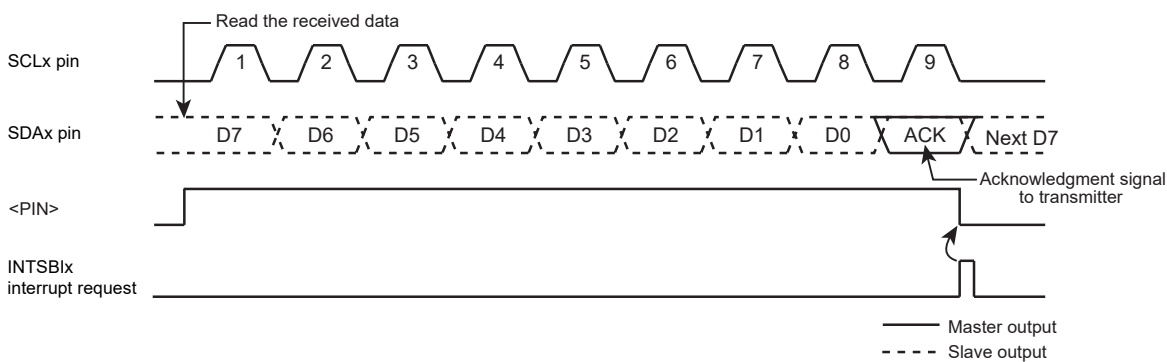 Read the received data
SCLx pin
1 2 3 4 5 6 7 8 9
SDAx pin
D7 D6 D5 D4 D3 D2 D1 D0 ACK Next D7
Acknowledgment signal
to transmitter
<PIN>
INTSBIx
interrupt request
Master output
Slave output